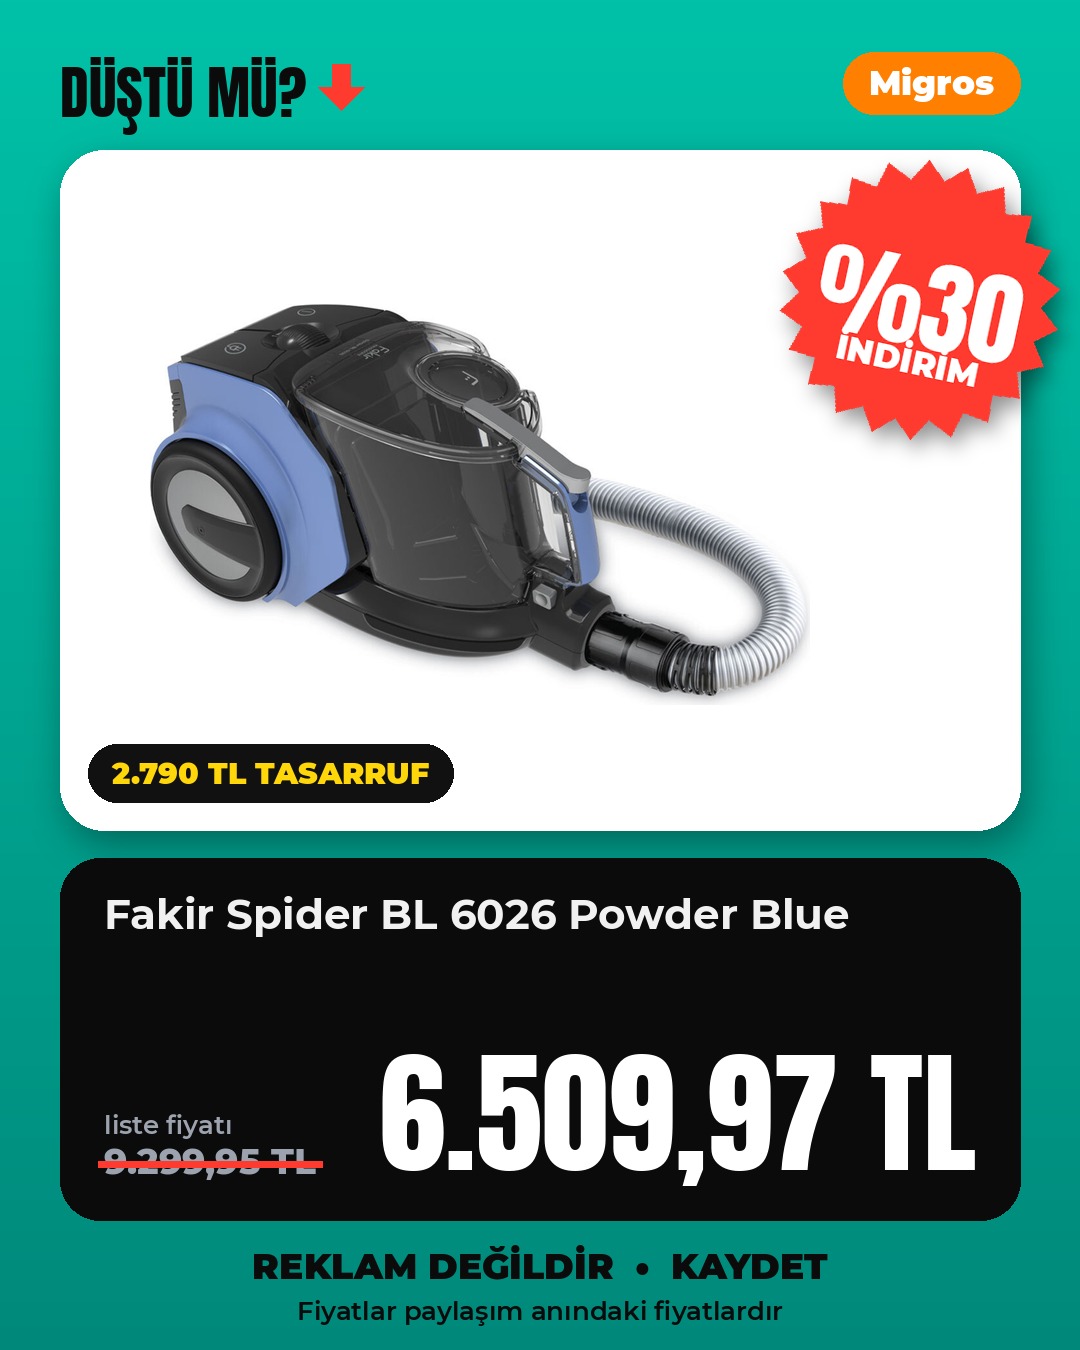 DÜŞTÜ MÜ?
Migros
%30
İNDİRİM
Fakir
2.790 TL TASARRUF
Fakir Spider BL 6026 Powder Blue
liste fiyatı
9.299,95 TL
6.509,97 TL
REKLAM DEĞİLDİR • KAYDET
Fiyatlar paylaşım anındaki fiyatlardır